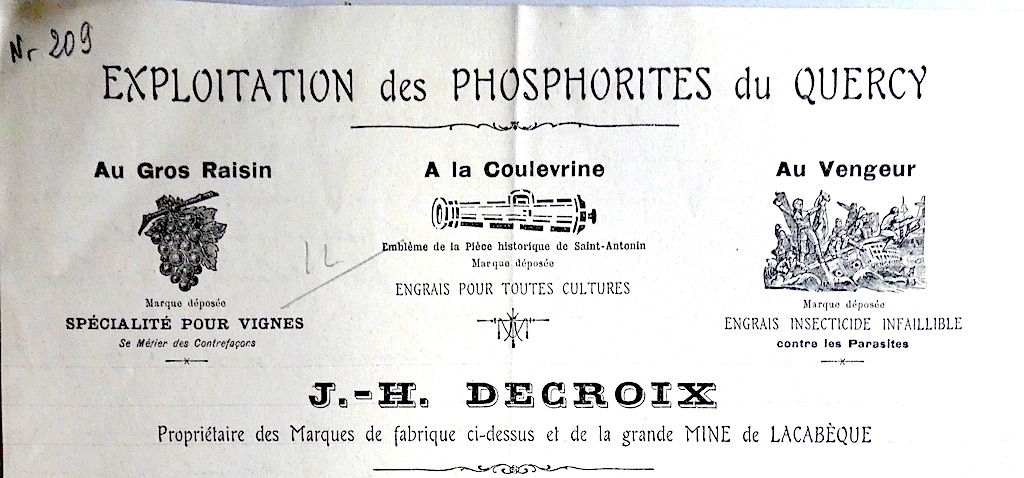 Nr 209
EXPLOITATION des PHOSPHORITES du QUERCY
Au Gros Raisin
Marque déposée
SPÉCIALITÉ POUR VIGNES
Se Méfier des Contrefaçons
A la Coulevrine
Emblème de la Pièce historique de Saint-Antonin
Marque déposée
ENGRAIS POUR TOUTES CULTURES
Au Vengeur
Marque déposée
ENGRAIS INSECTICIDE INFAILLIBLE
contre les Parasites
J.-H. DECROIX
Propriétaire des Marques de fabrique ci-dessus et de la grande MINE de LACABÈQUE